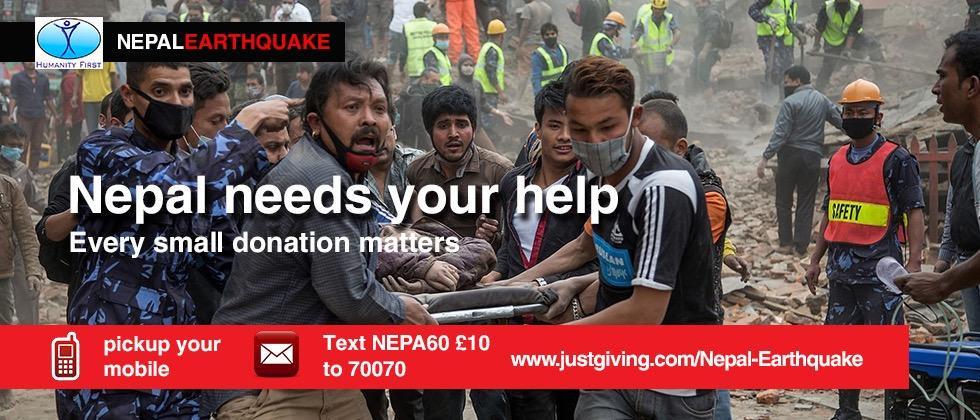 HUMANITY FIRST
NEPALEARTHQUAKE
Nepal needs your help
Every small donation matters
SAFETY
pickup your
mobile
Text NEPA60 £10
to 70070
www.justgiving.com/Nepal-Earthquake